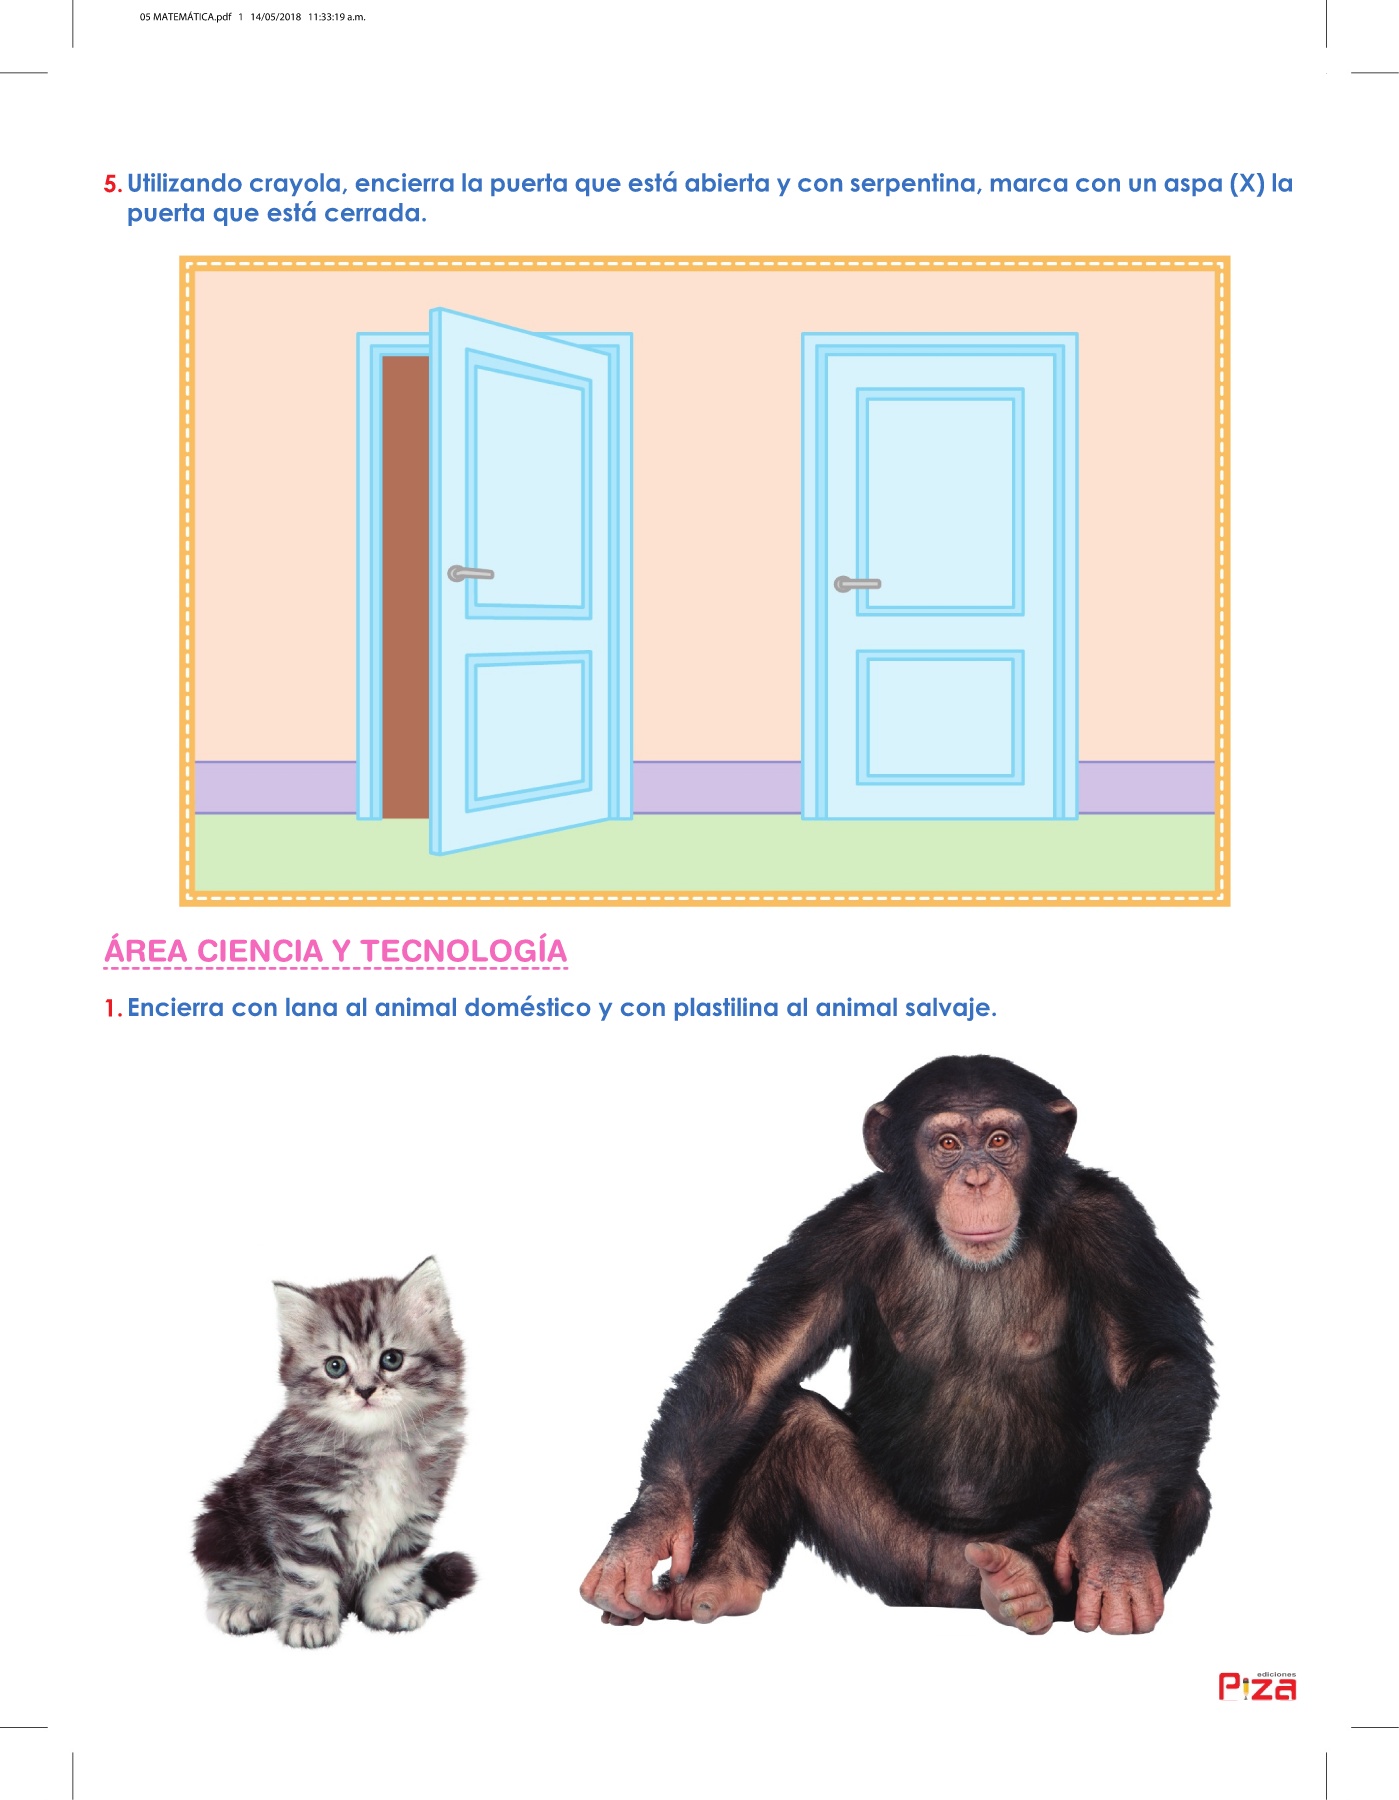 05 MATEMÁTICA.pdf 1 14/05/2018 11:33:19 a.m.
5. Utilizando crayola, encierra la puerta que está abierta y con serpentina, marca con un aspa (X) la
puerta que está cerrada.
ÁREA CIENCIA Y TECNOLOGÍA
1. Encierra con lana al animal doméstico y con plastilina al animal salvaje.
ediciones
Piza